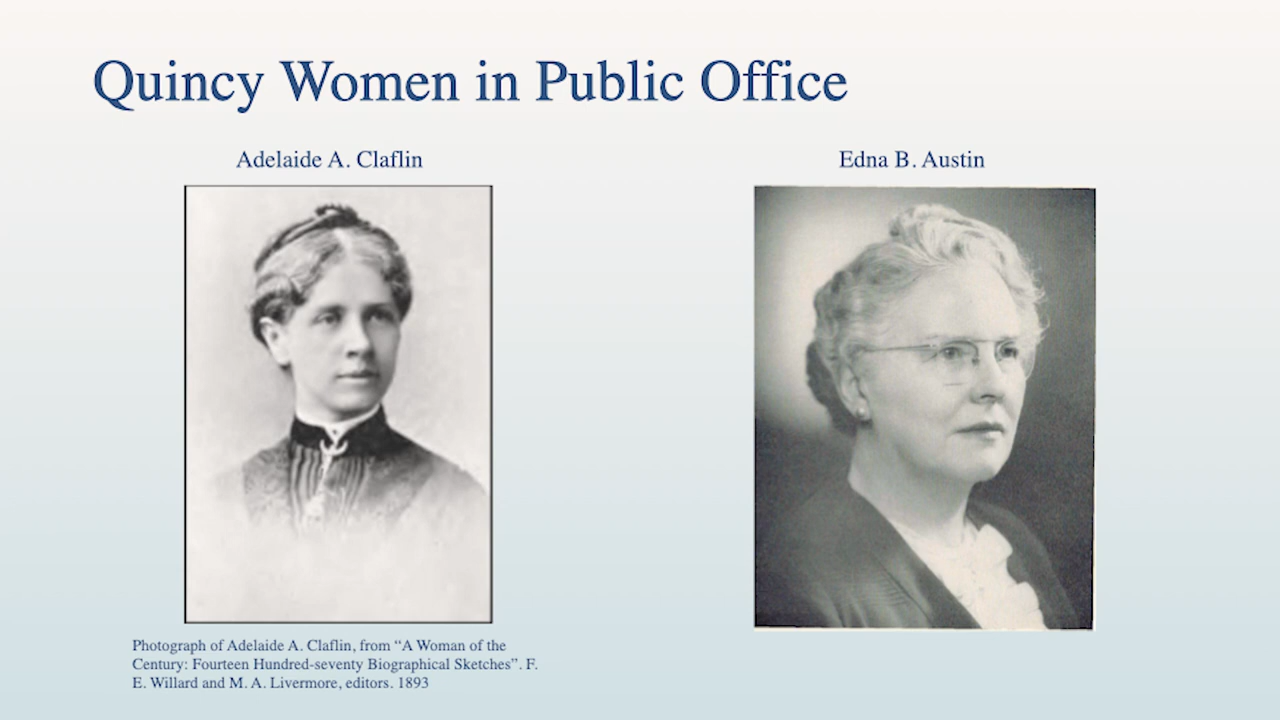 Quincy Women in Public Office
Adelaide A. Claflin
Edna B. Austin
Photograph of Adelaide A. Claflin, from “A Woman of the
Century: Fourteen Hundred-seventy Biographical Sketches”. F.
E. Willard and M. A. Livermore, editors. 1893